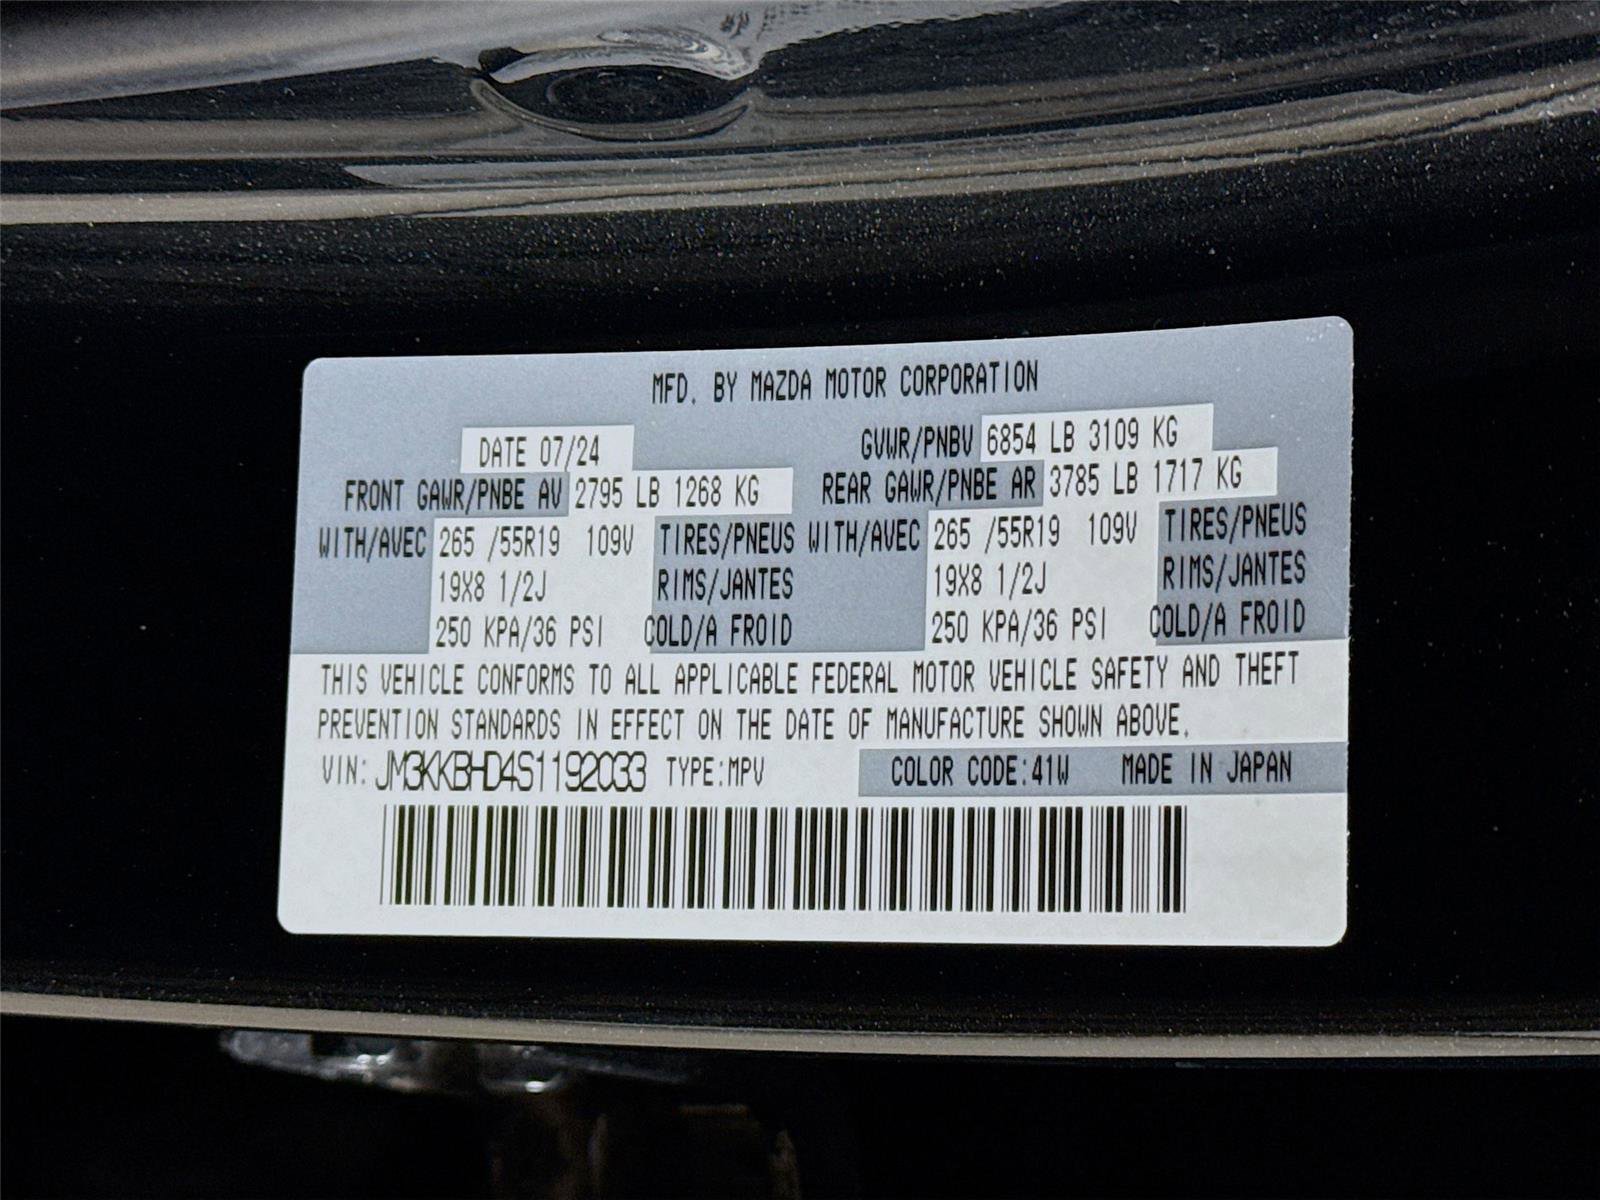 MFD. BY MAZDA MOTOR CORPORATION
DATE 07/24 GVWR/PNBV 6854 LB 3109 KG
FRONT GAWR/PNBE AV 2795 LB 1268 KG REAR GAWR/PNBE AR 3785 LB 1717 KG
WITH/AVEC 265 /55R19 109V TIRES/PNEUS WITH/AVEC 265 /55R19 109V TIRES/PNEUS
19X8 1/2J RIMS/JANTES 19X8 1/2J RIMS/JANTES
250 KPA/36 PSI COLD/A FROID 250 KPA/36 PSI COLD/A FROID
THIS VEHICLE CONFORMS TO ALL APPLICABLE FEDERAL MOTOR VEHICLE SAFETY AND THEFT
PREVENTION STANDARDS IN EFFECT ON THE DATE OF MANUFACTURE SHOWN ABOVE.
VIN: JM3KKBHD4S1192033 TYPE:MPV COLOR CODE:41W MADE IN JAPAN